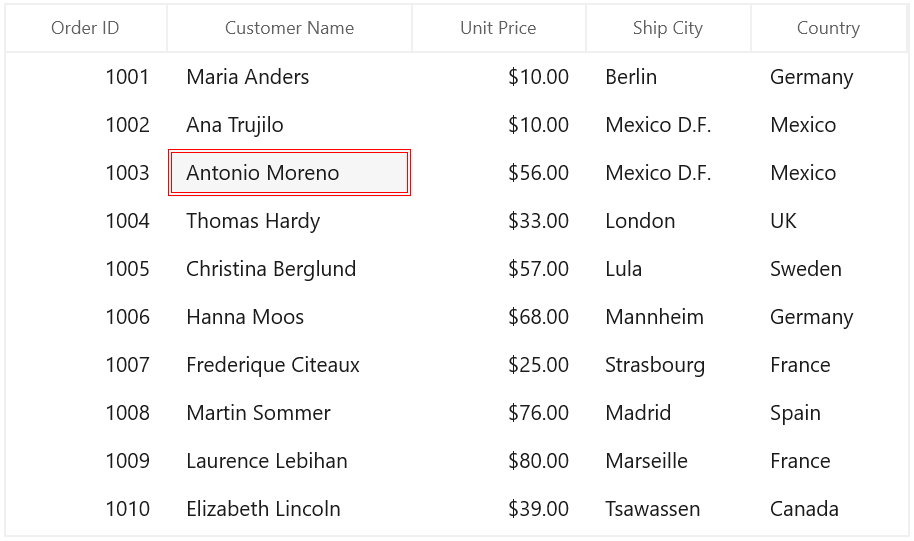 Order ID Customer Name Unit Price Ship City Country
1001 Maria Anders $10.00 Berlin Germany
1002 Ana Trujilo $10.00 Mexico D.F. Mexico
1003 Antonio Moreno $56.00 Mexico D.F. Mexico
1004 Thomas Hardy $33.00 London UK
1005 Christina Berglund $57.00 Lula Sweden
1006 Hanna Moos $68.00 Mannheim Germany
1007 Frederique Citeaux $25.00 Strasbourg France
1008 Martin Sommer $76.00 Madrid Spain
1009 Laurence Lebihan $80.00 Marseille France
1010 Elizabeth Lincoln $39.00 Tsawassen Canada